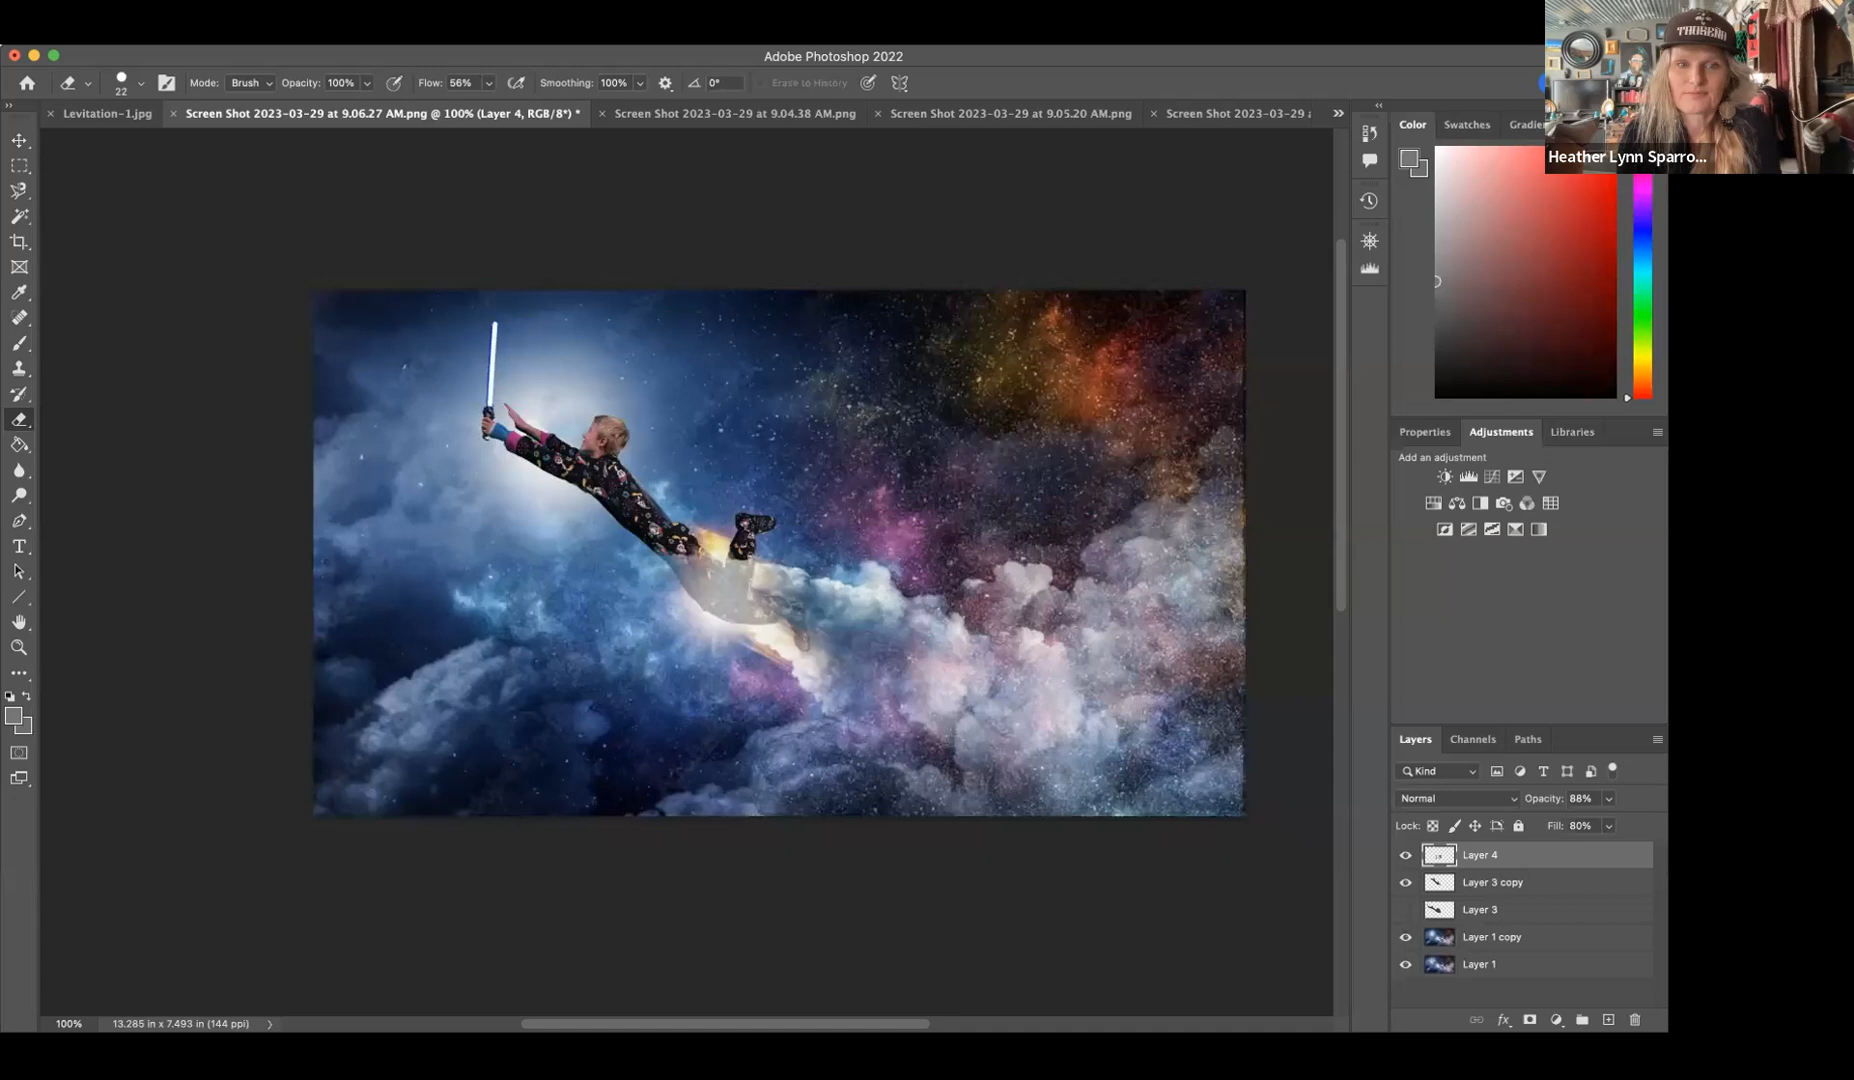 Adobe Photoshop 2022
TAOSEÑA
22
Mode: Brush Opacity: 100% Flow: 56% Smoothing: 100% 0° Erase to History
Levitation-1.jpg
Screen Shot 2023-03-29 at 9.06.27 AM.png @ 100% (Layer 4, RGB/8*) *
Screen Shot 2023-03-29 at 9.04.38 AM.png
Screen Shot 2023-03-29 at 9.05.20 AM.png
Screen Shot 2023-03-29
Color Swatches
Heather Lynn Sparro...
Properties Adjustments Libraries
Add an adjustment
Layers Channels Paths
Kind
Normal Opacity: 88%
Lock: Fill: 80%
Layer 4
Layer 3 copy
Layer 3
Layer 1 copy
Layer 1
fx
100% 13.285 in x 7.493 in (144 ppi)